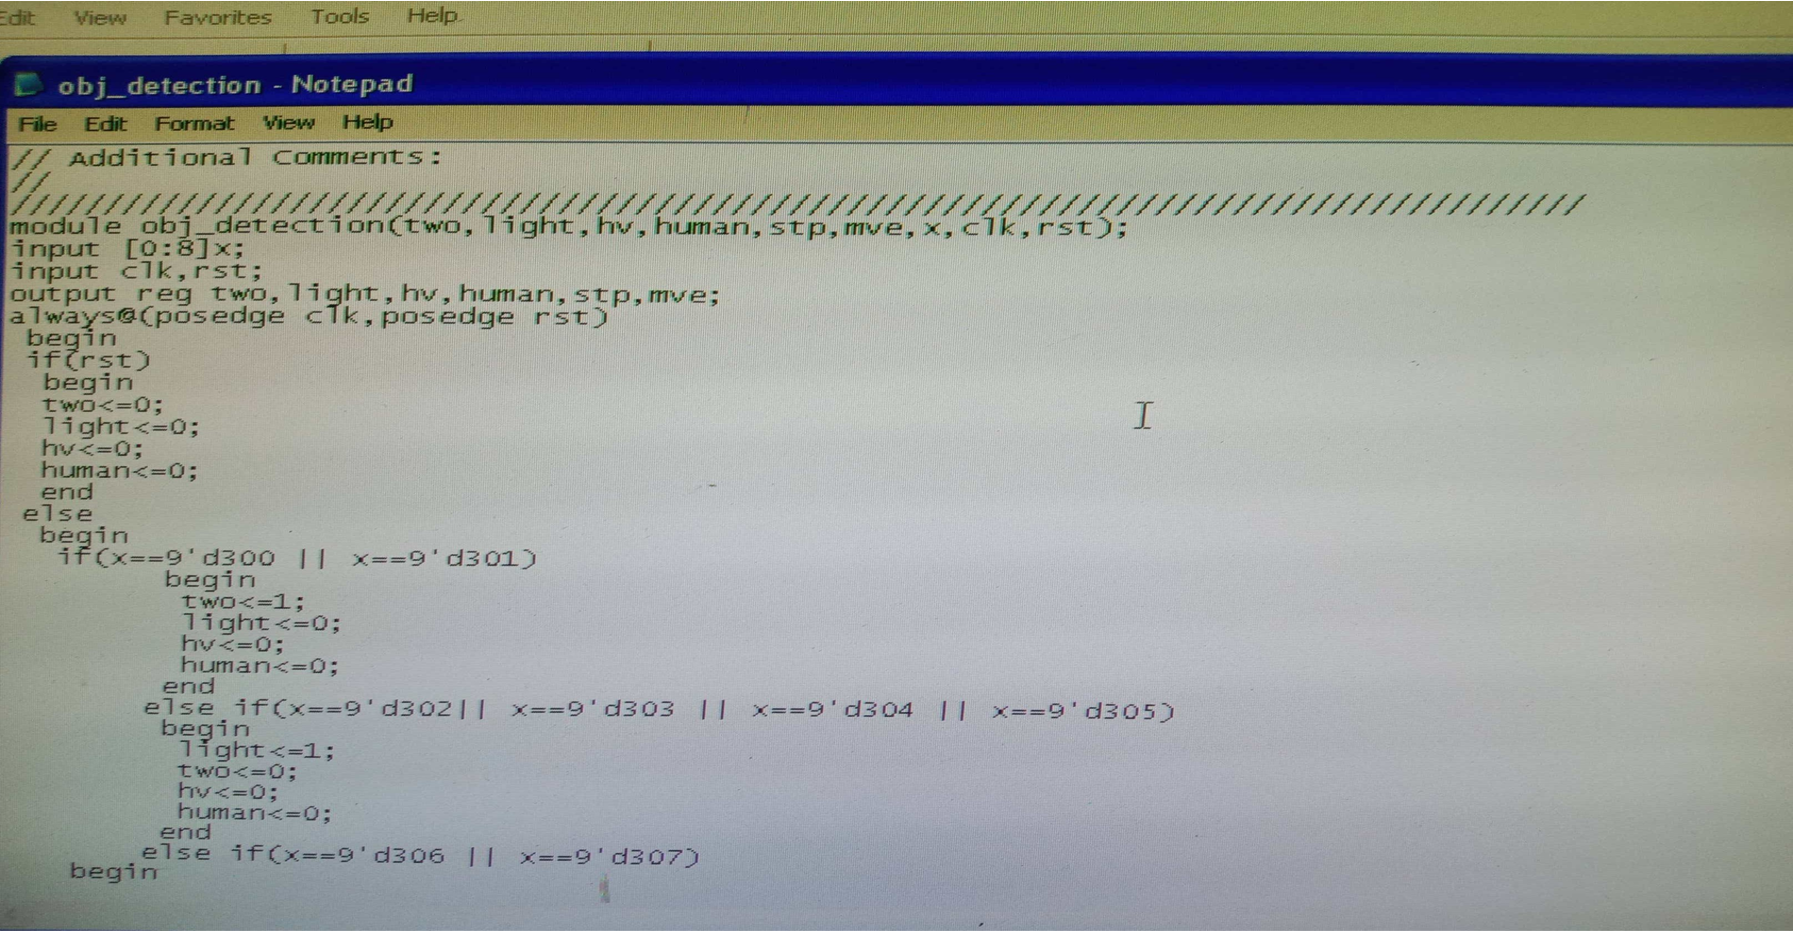 Edit View Favorites Tools Help
obj_detection - Notepad
File Edit Format View Help
// Additional Comments:
//
//////////////////////////////////////////////////////////////////////////////////
module obj_detection(two,light,hv,human,stp,mve,x,clk,rst);
input [0:8]x;
input clk,rst;
output reg two,light,hv,human,stp,mve;
always@(posedge clk,posedge rst)
begin
if(rst)
begin
two<=0;
light<=0;
hv<=0;
human<=0;
end
else
begin
if(x==9'd300 || x==9'd301)
begin
two<=1;
light<=0;
hv<=0;
human<=0;
end
else if(x==9'd302|| x==9'd303 || x==9'd304 || x==9'd305)
begin
light<=1;
two<=0;
hv<=0;
human<=0;
end
else if(x==9'd306 || x==9'd307)
begin